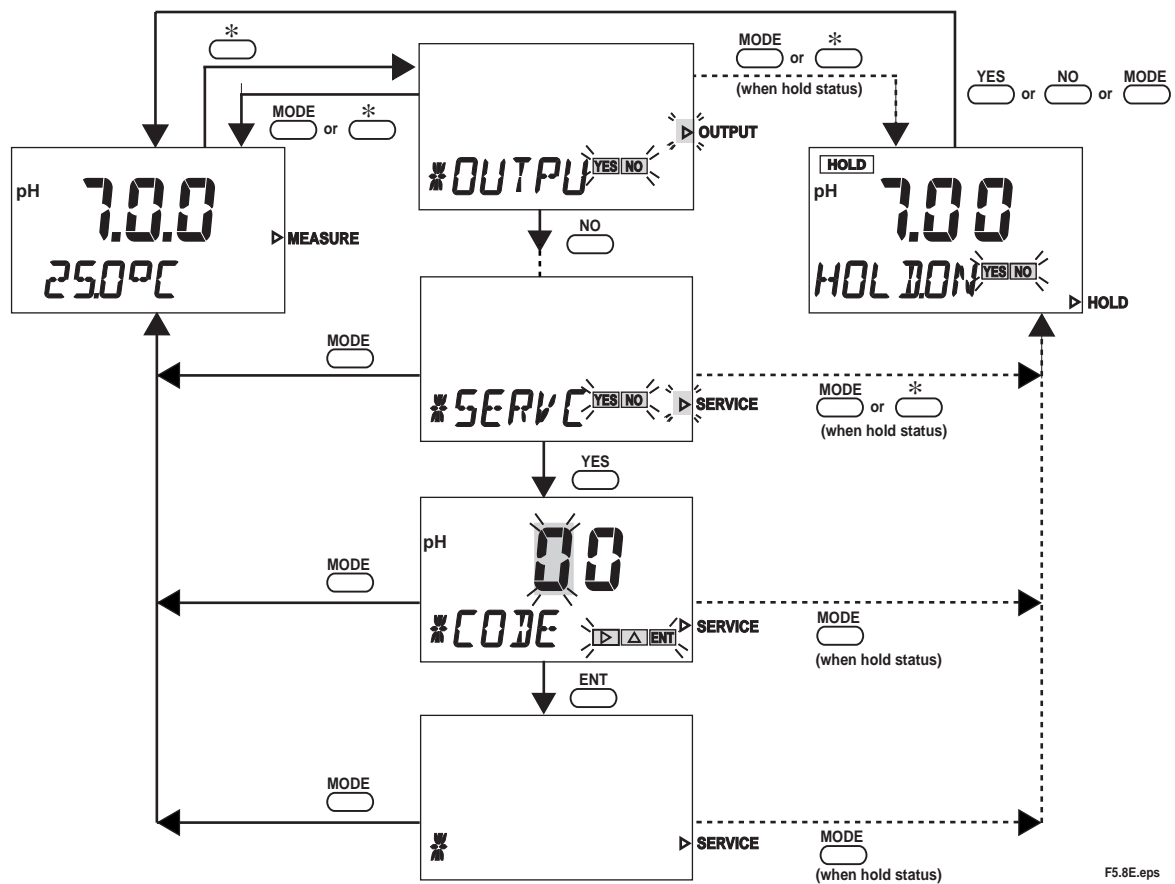 *
MODE or *
(when hold status)
YES or NO or MODE
MODE or *
OUTPUT
*OUTPU YES NO
pH 7.0.0
MEASURE
25.0°C
HOLD
pH 7.00
HOLD.ON YES NO
HOLD
NO
MODE
*SERVC YES NO
SERVICE
MODE or *
(when hold status)
YES
pH 00
MODE
*CODE ENT
SERVICE
MODE
(when hold status)
ENT
MODE
*
SERVICE
MODE
(when hold status)
F5.8E.eps